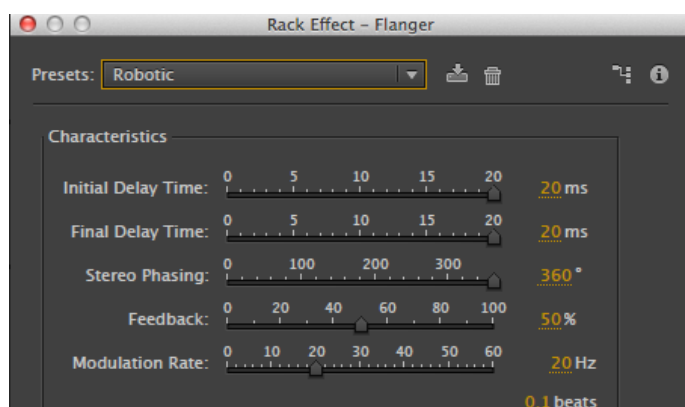 Rack Effect – Flanger
Presets: Robotic
Characteristics
0 5 10 15 20
Initial Delay Time: 20 ms
0 5 10 15 20
Final Delay Time: 20 ms
0 100 200 300
Stereo Phasing: 360 °
0 20 40 60 80 100
Feedback: 50 %
0 10 20 30 40 50 60
Modulation Rate: 20 Hz
0.1 beats